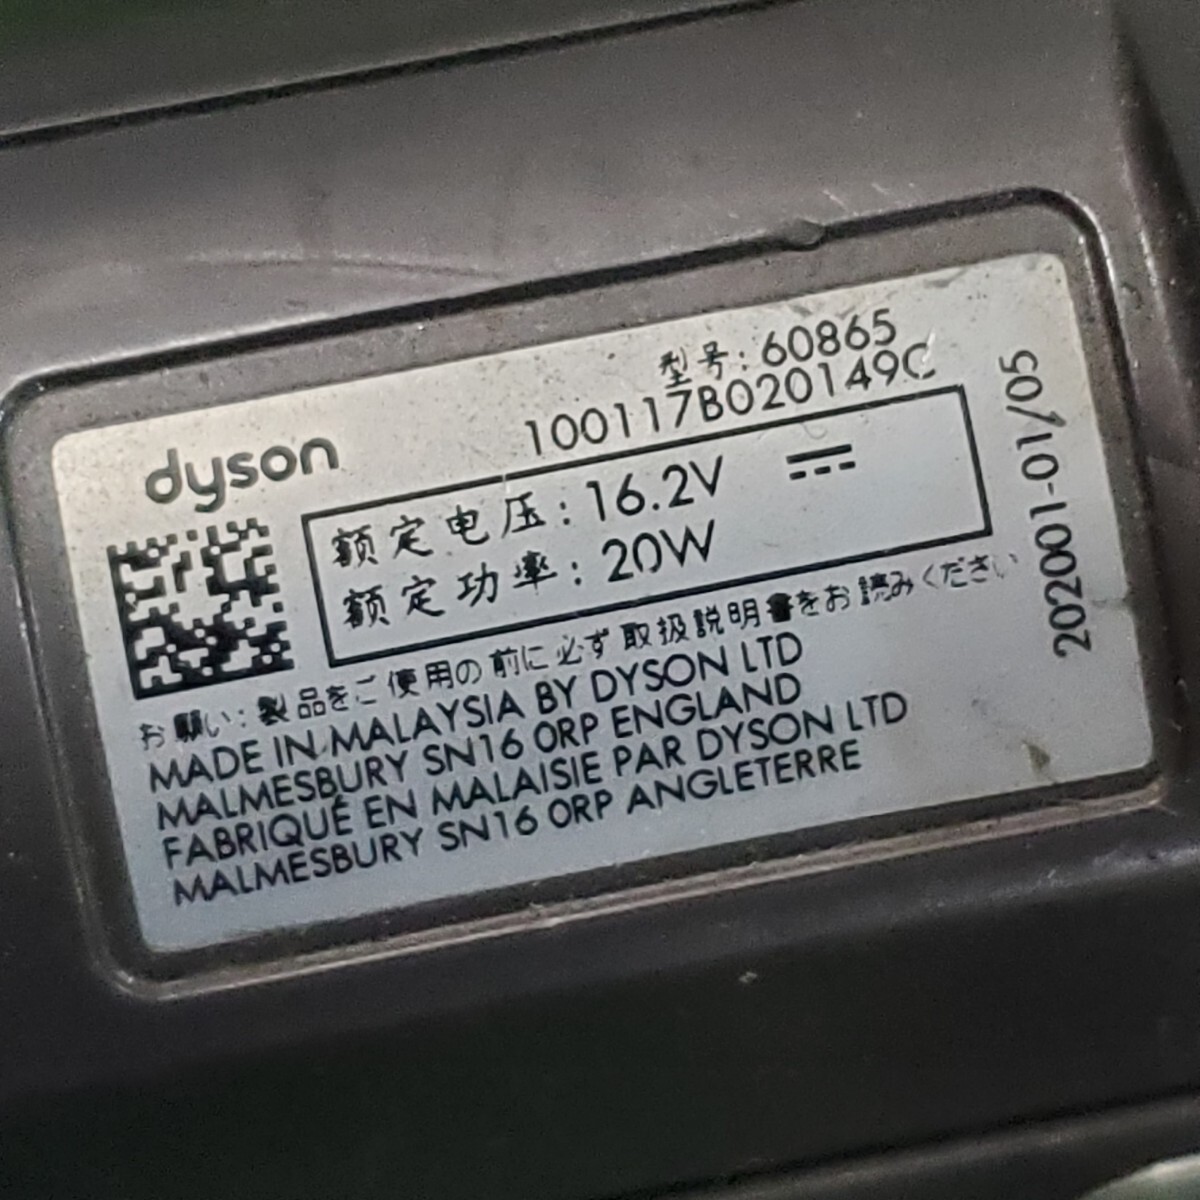 型号: 60865
100117B020149C
dyson
额定电压: 16.2V ⎓
额定功率: 20W
お願い: 製品をご使用の前に必ず取扱説明書をお読みください
MADE IN MALAYSIA BY DYSON LTD
MALMESBURY SN16 0RP ENGLAND
FABRIQUÉ EN MALAISIE PAR DYSON LTD
MALMESBURY SN16 0RP ANGLETERRE
202001-01/05